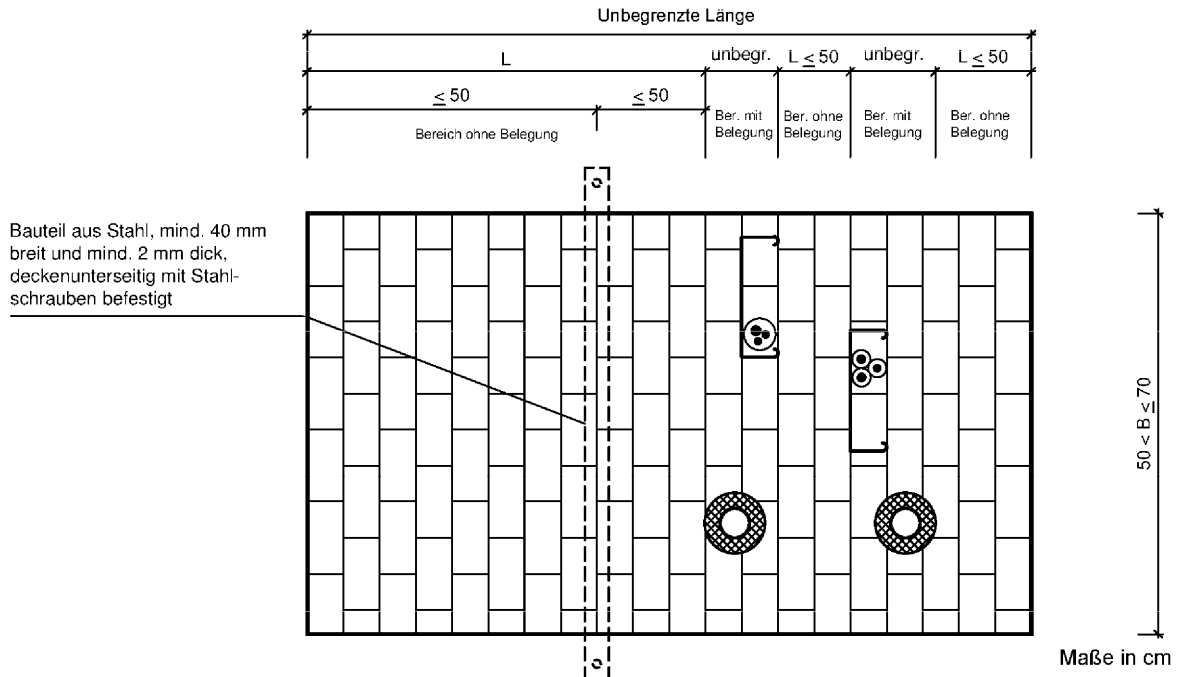 Unbegrenzte Länge
L
unbegr.
L ≤ 50
unbegr.
L ≤ 50
≤ 50
≤ 50
Bereich ohne Belegung
Ber. mit
Belegung
Ber. ohne
Belegung
Ber. mit
Belegung
Ber. ohne
Belegung
Bauteil aus Stahl, mind. 40 mm
breit und mind. 2 mm dick,
deckenunterseitig mit Stahl-
schrauben befestigt
50 < B ≤ 70
Maße in cm